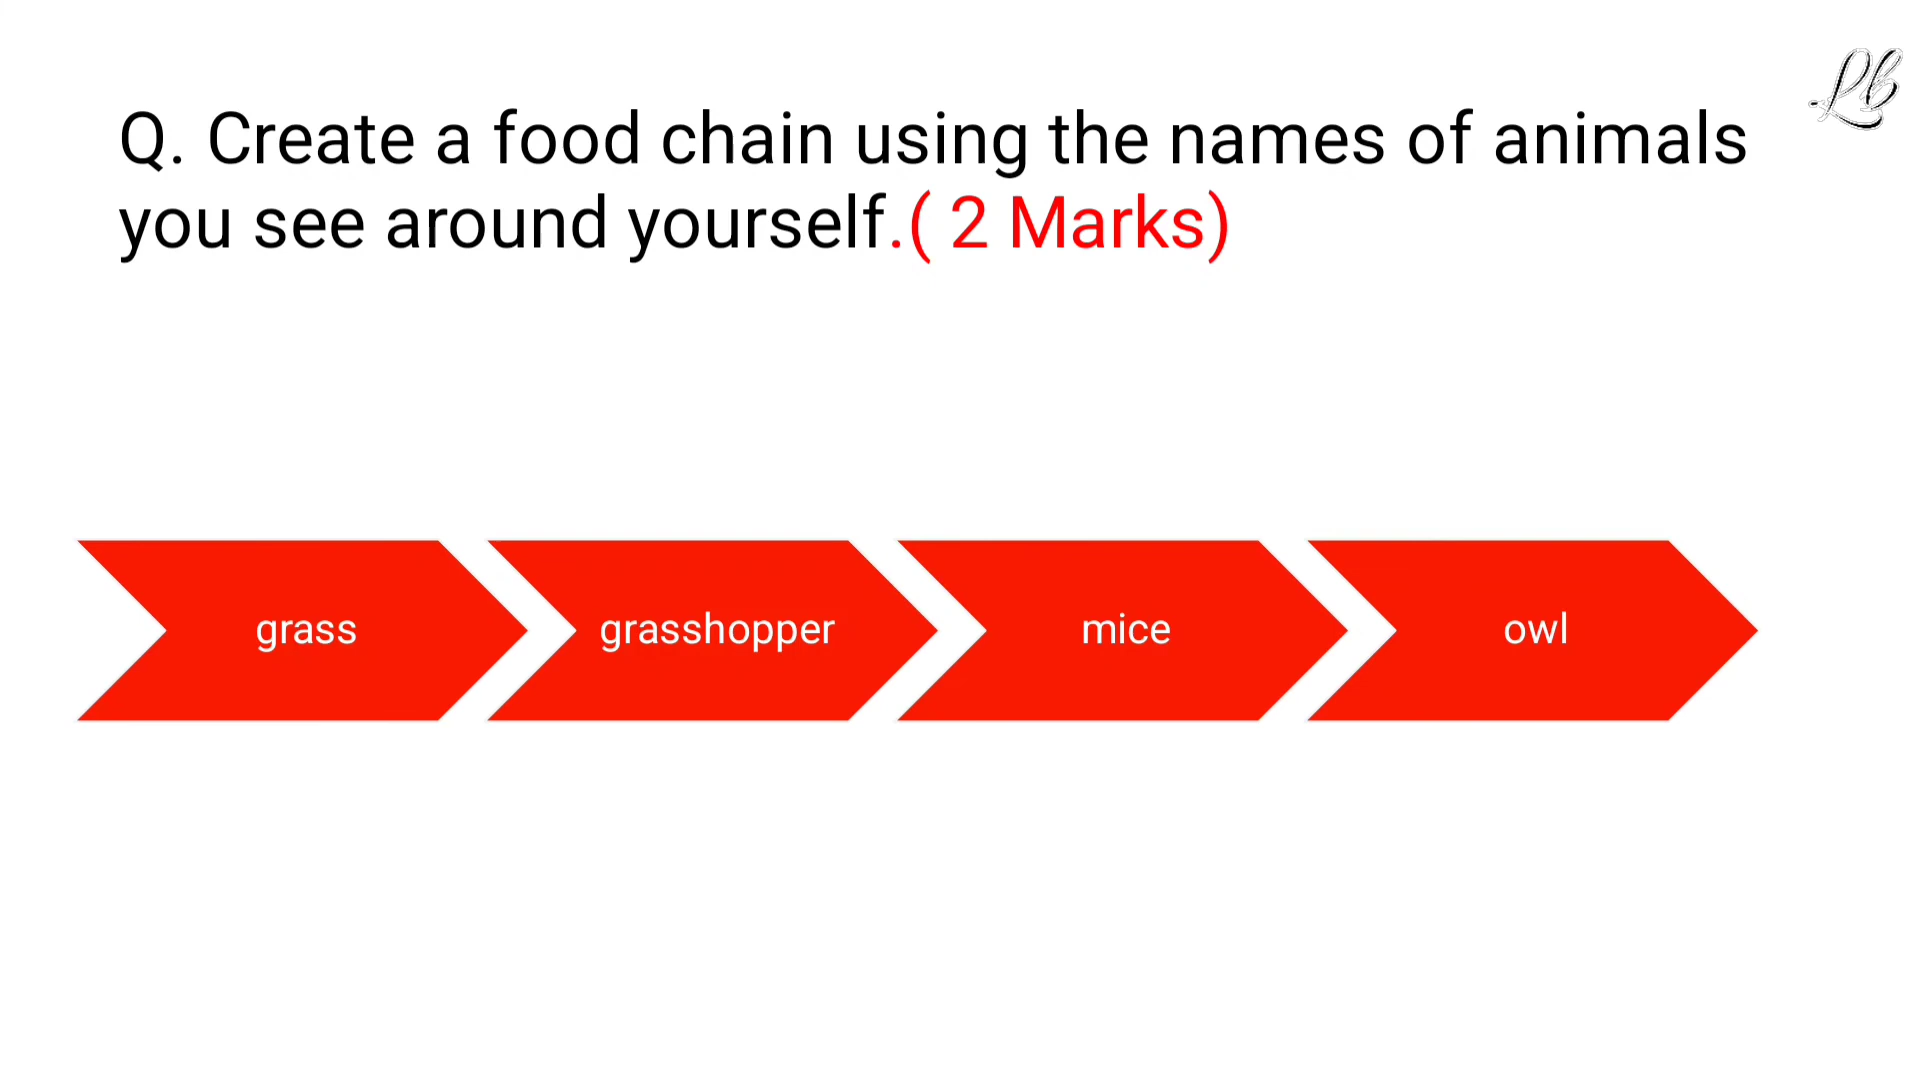 Q. Create a food chain using the names of animals
you see around yourself.( 2 Marks)
grass
grasshopper
mice
owl